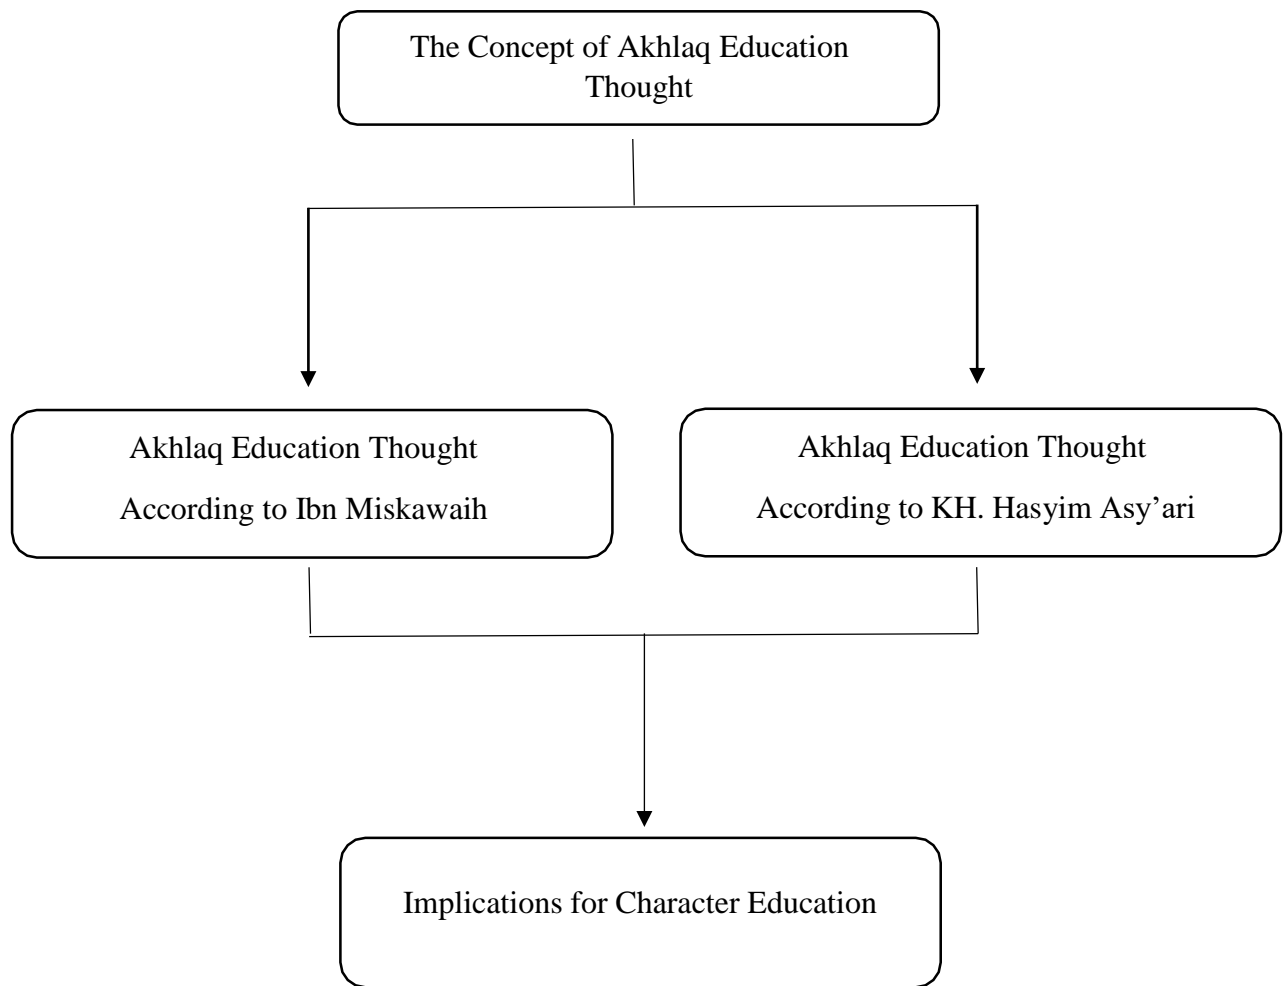 The Concept of Akhlaq Education
Thought
Akhlaq Education Thought
According to Ibn Miskawaih
Akhlaq Education Thought
According to KH. Hasyim Asy’ari
Implications for Character Education